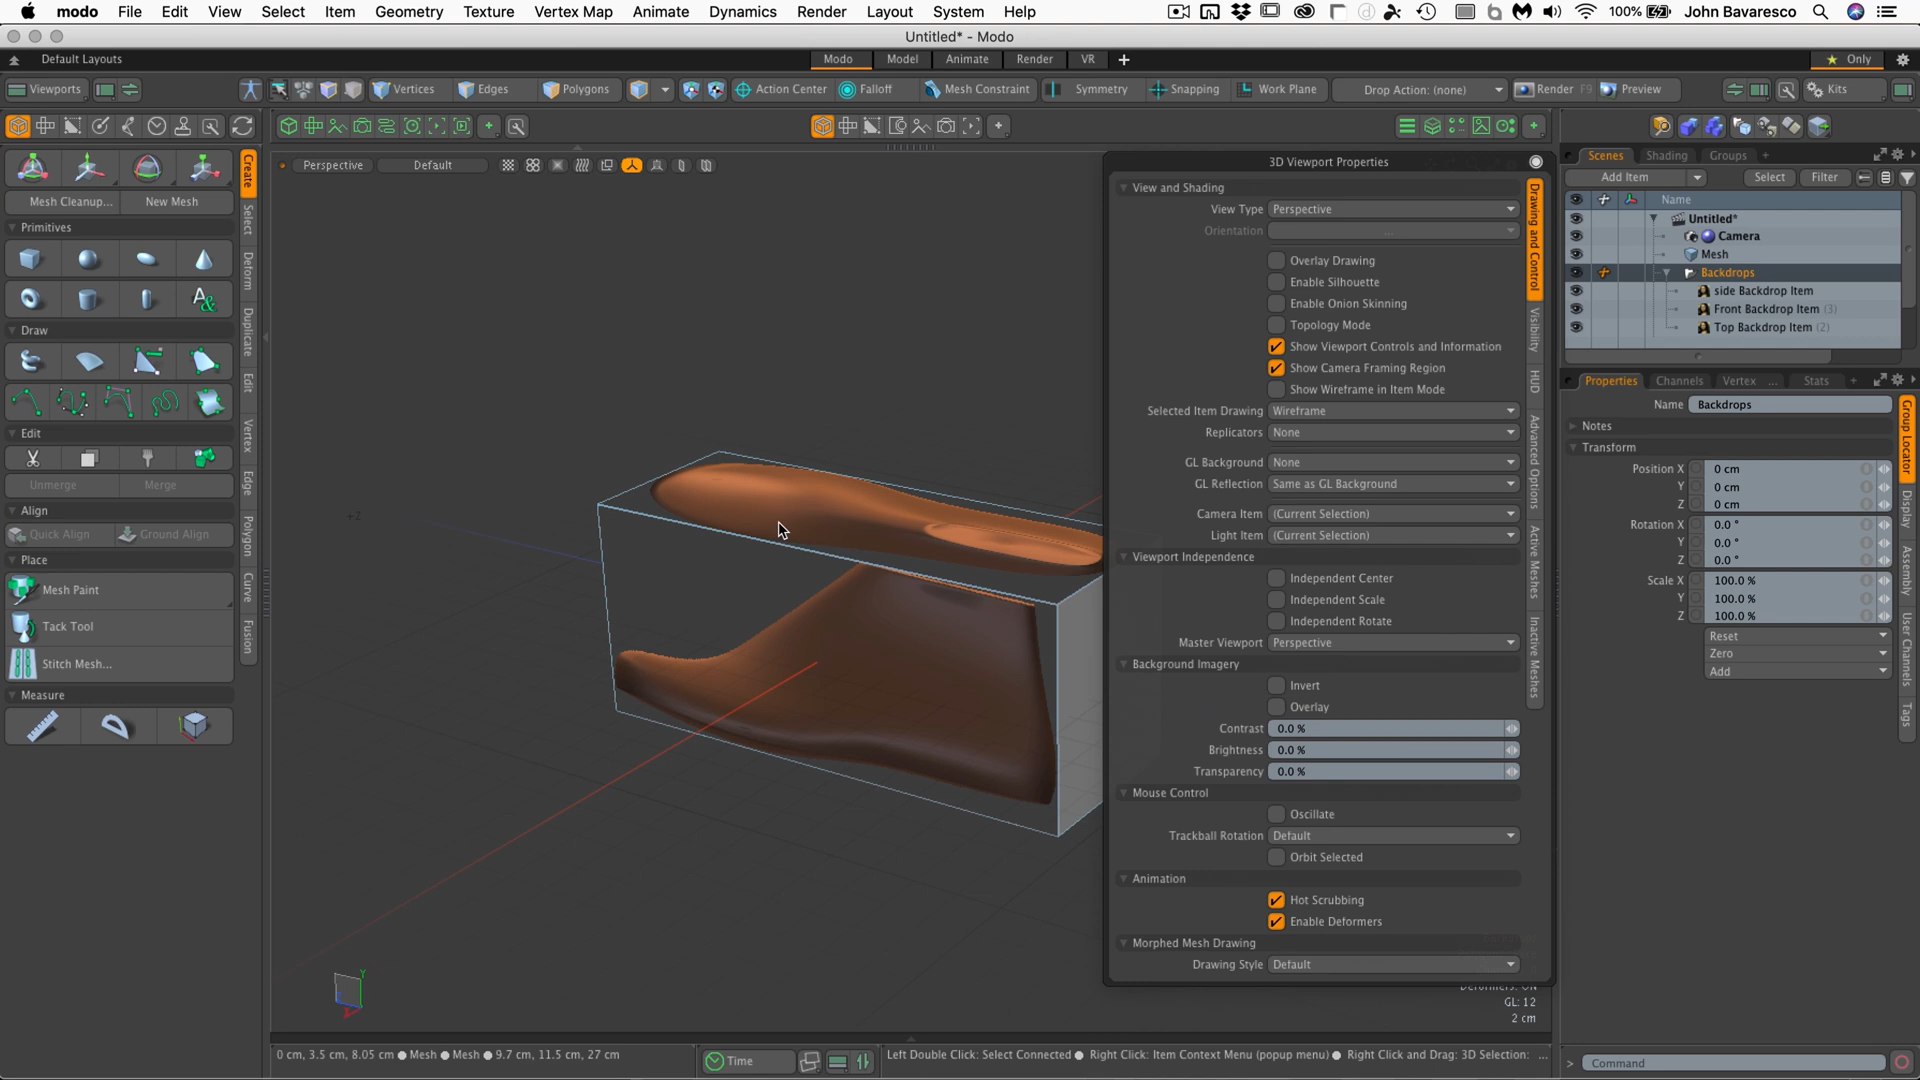 modo File Edit View Select Item Geometry Texture Vertex Map Animate Dynamics Render Layout System Help 100% John Bavaresco
Untitled* - Modo
Default Layouts Modo Model Animate Render VR Only
Viewports Vertices Edges Polygons Action Center Falloff Mesh Constraint Symmetry Snapping Work Plane Drop Action: (none) Render F9 Preview Kits
Create
Select
Deform
Duplicate
Edit
Vertex
Edge
Polygon
Curve
Fusion
Mesh Cleanup... New Mesh
Primitives
Draw
Edit
Unmerge Merge
Align
Quick Align Ground Align
Place
Mesh Paint
Tack Tool
Stitch Mesh...
Measure
Perspective Default
+Z
Y
3D Viewport Properties
View and Shading
View Type Perspective
Orientation ...
Overlay Drawing
Enable Silhouette
Enable Onion Skinning
Topology Mode
Show Viewport Controls and Information
Show Camera Framing Region
Show Wireframe in Item Mode
Selected Item Drawing Wireframe
Replicators None
GL Background None
GL Reflection Same as GL Background
Camera Item (Current Selection)
Light Item (Current Selection)
Viewport Independence
Independent Center
Independent Scale
Independent Rotate
Master Viewport Perspective
Background Imagery
Invert
Overlay
Contrast 0.0 %
Brightness 0.0 %
Transparency 0.0 %
Mouse Control
Oscillate
Trackball Rotation Default
Orbit Selected
Animation
Hot Scrubbing
Enable Deformers
Morphed Mesh Drawing
Drawing Style Default
Drawing and Control
Visibility
HUD
Advanced Options
Active Meshes
Inactive Meshes
Deformers: ON
GL: 12
2 cm
Scenes Shading Groups
Add Item Select Filter
Name
Untitled*
Camera
Mesh
Backdrops
side Backdrop Item
Front Backdrop Item (3)
Top Backdrop Item (2)
Properties Channels Vertex ... Stats
Name Backdrops
Notes
Transform
Position X 0 cm
Y 0 cm
Z 0 cm
Rotation X 0.0 °
Y 0.0 °
Z 0.0 °
Scale X 100.0 %
Y 100.0 %
Z 100.0 %
Reset
Zero
Add
Group Locator
Display
Assembly
User Channels
Tags
0 cm, 3.5 cm, 8.05 cm Mesh Mesh 9.7 cm, 11.5 cm, 27 cm Time Left Double Click: Select Connected Right Click: Item Context Menu (popup menu) Right Click and Drag: 3D Selection: ... > Command